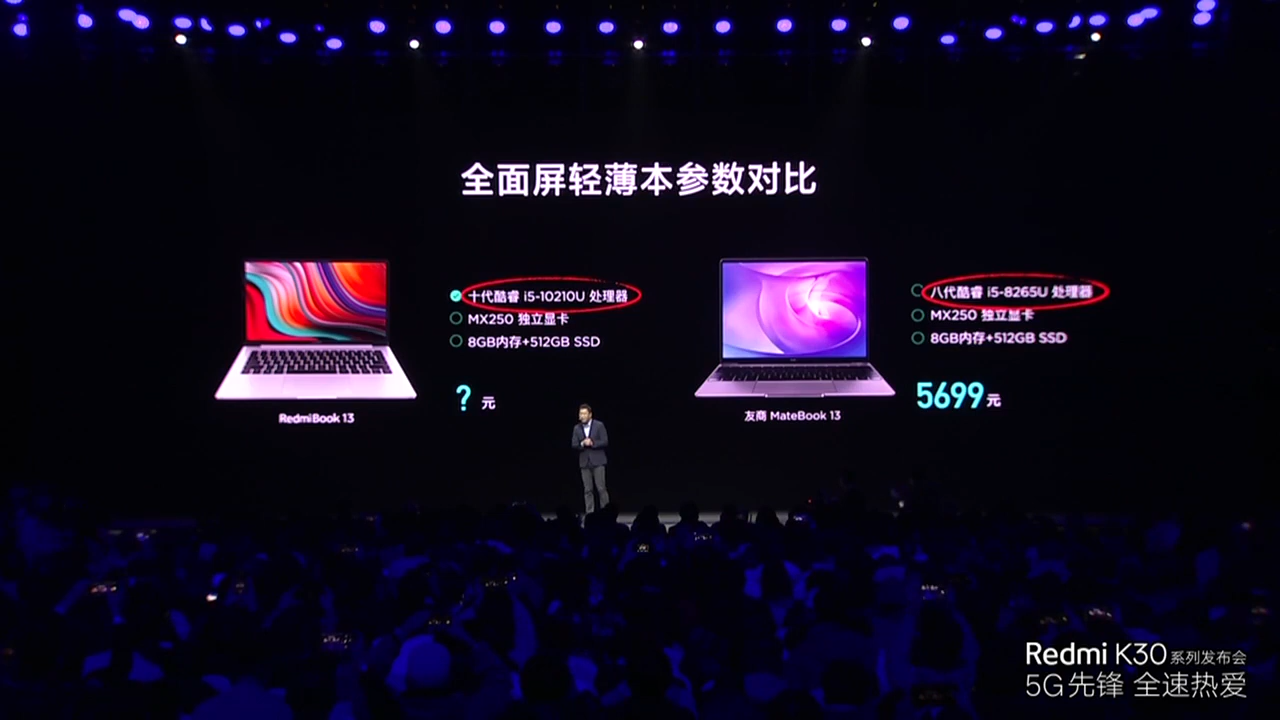 全面屏轻薄本参数对比
十代酷睿 i5-10210U 处理器
MX250 独立显卡
8GB内存+512GB SSD
? 元
RedmiBook 13
八代酷睿 i5-8265U 处理器
MX250 独立显卡
8GB内存+512GB SSD
5699元
友商 MateBook 13
Redmi K30 系列发布会
5G先锋 全速热爱